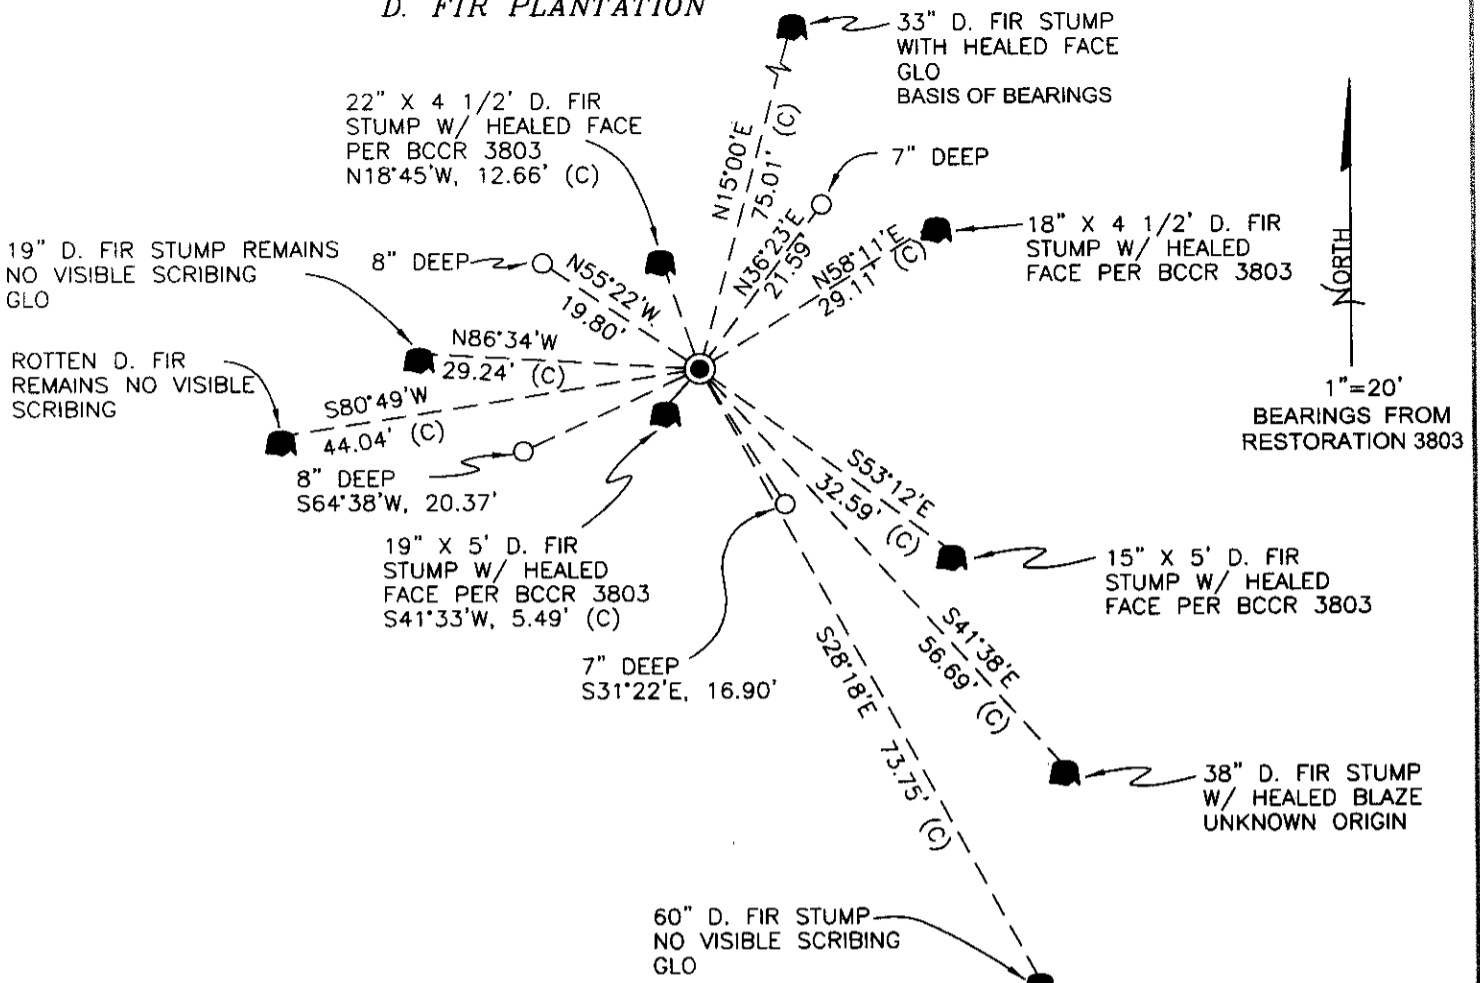 D. FIR PLANTATION
33" D. FIR STUMP
WITH HEALED FACE
GLO
BASIS OF BEARINGS
22" X 4 1/2' D. FIR
STUMP W/ HEALED FACE
PER BCCR 3803
N18°45'W, 12.66' (C)
N15°00'E
75.01' (C)
7" DEEP
N36°23'E
21.59'
N58°11'E
29.17' (C)
18" X 4 1/2' D. FIR
STUMP W/ HEALED
FACE PER BCCR 3803
NORTH
1"=20'
BEARINGS FROM
RESTORATION 3803
19" D. FIR STUMP REMAINS
NO VISIBLE SCRIBING
GLO
8" DEEP
N55°22'W
19.80'
N86°34'W
29.24' (C)
ROTTEN D. FIR
REMAINS NO VISIBLE
SCRIBING
S80°49'W
44.04' (C)
8" DEEP
S64°38'W, 20.37'
19" X 5' D. FIR
STUMP W/ HEALED
FACE PER BCCR 3803
S41°33'W, 5.49' (C)
7" DEEP
S31°22'E, 16.90'
S53°12'E
32.59' (C)
15" X 5' D. FIR
STUMP W/ HEALED
FACE PER BCCR 3803
S41°38'E
56.69' (C)
S28°18'E
73.75' (C)
38" D. FIR STUMP
W/ HEALED BLAZE
UNKNOWN ORIGIN
60" D. FIR STUMP
NO VISIBLE SCRIBING
GLO